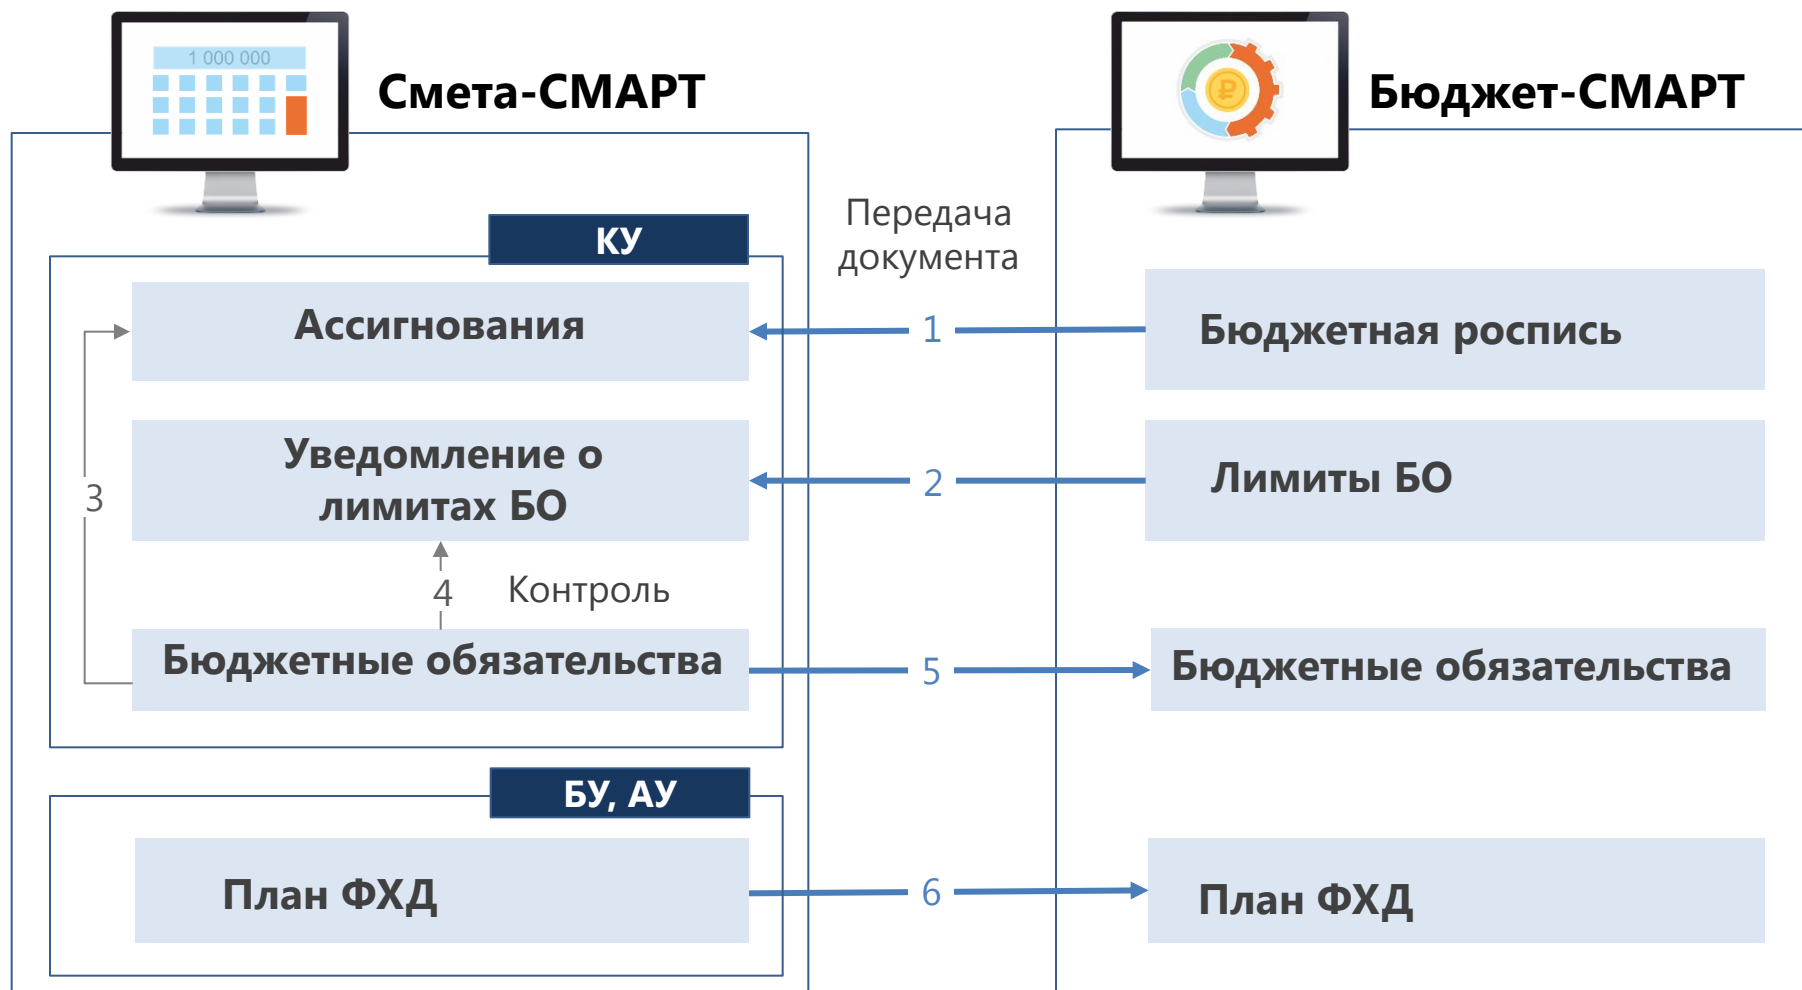 1 000 000
Смета-СМАРТ
Бюджет-СМАРТ
Передача
документа
КУ
Ассигнования
1
Бюджетная роспись
Уведомление о
лимитах БО
2
Лимиты БО
3
4
Контроль
Бюджетные обязательства
5
Бюджетные обязательства
БУ, АУ
План ФХД
6
План ФХД